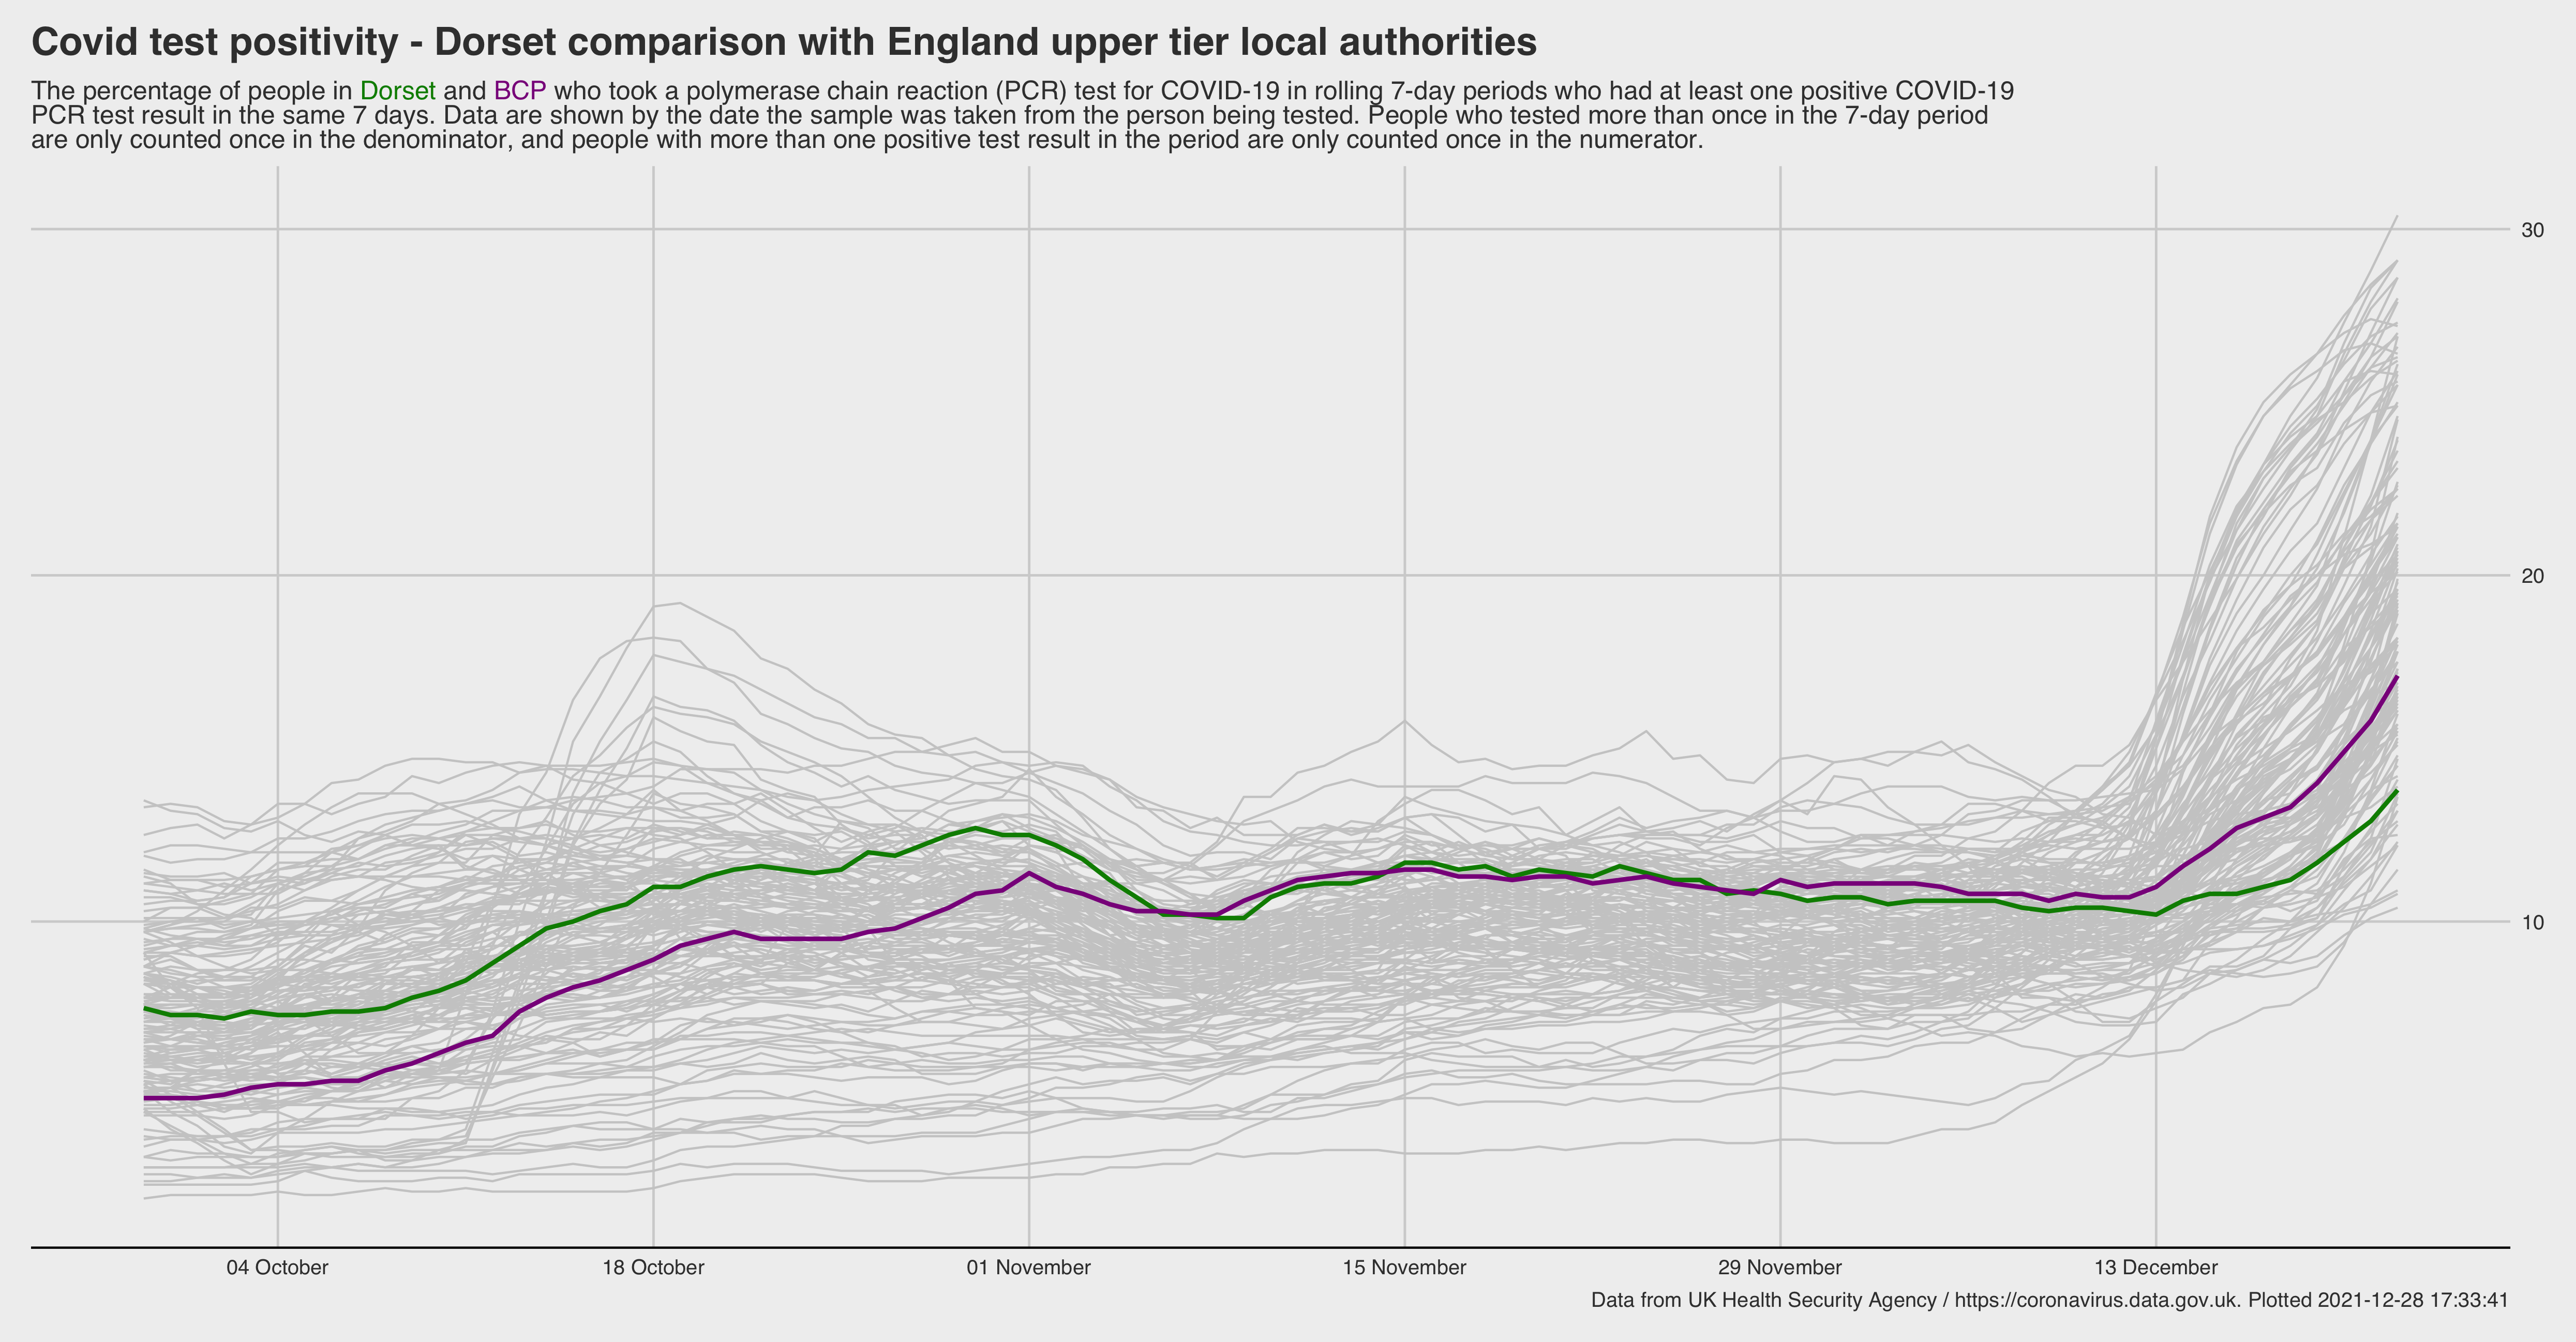 Covid test positivity - Dorset comparison with England upper tier local authorities
The percentage of people in Dorset and BCP who took a polymerase chain reaction (PCR) test for COVID-19 in rolling 7-day periods who had at least one positive COVID-19
PCR test result in the same 7 days. Data are shown by the date the sample was taken from the person being tested. People who tested more than once in the 7-day period
are only counted once in the denominator, and people with more than one positive test result in the period are only counted once in the numerator.
30
20
10
04 October
18 October
01 November
15 November
29 November
13 December
Data from UK Health Security Agency / https://coronavirus.data.gov.uk. Plotted 2021-12-28 17:33:41